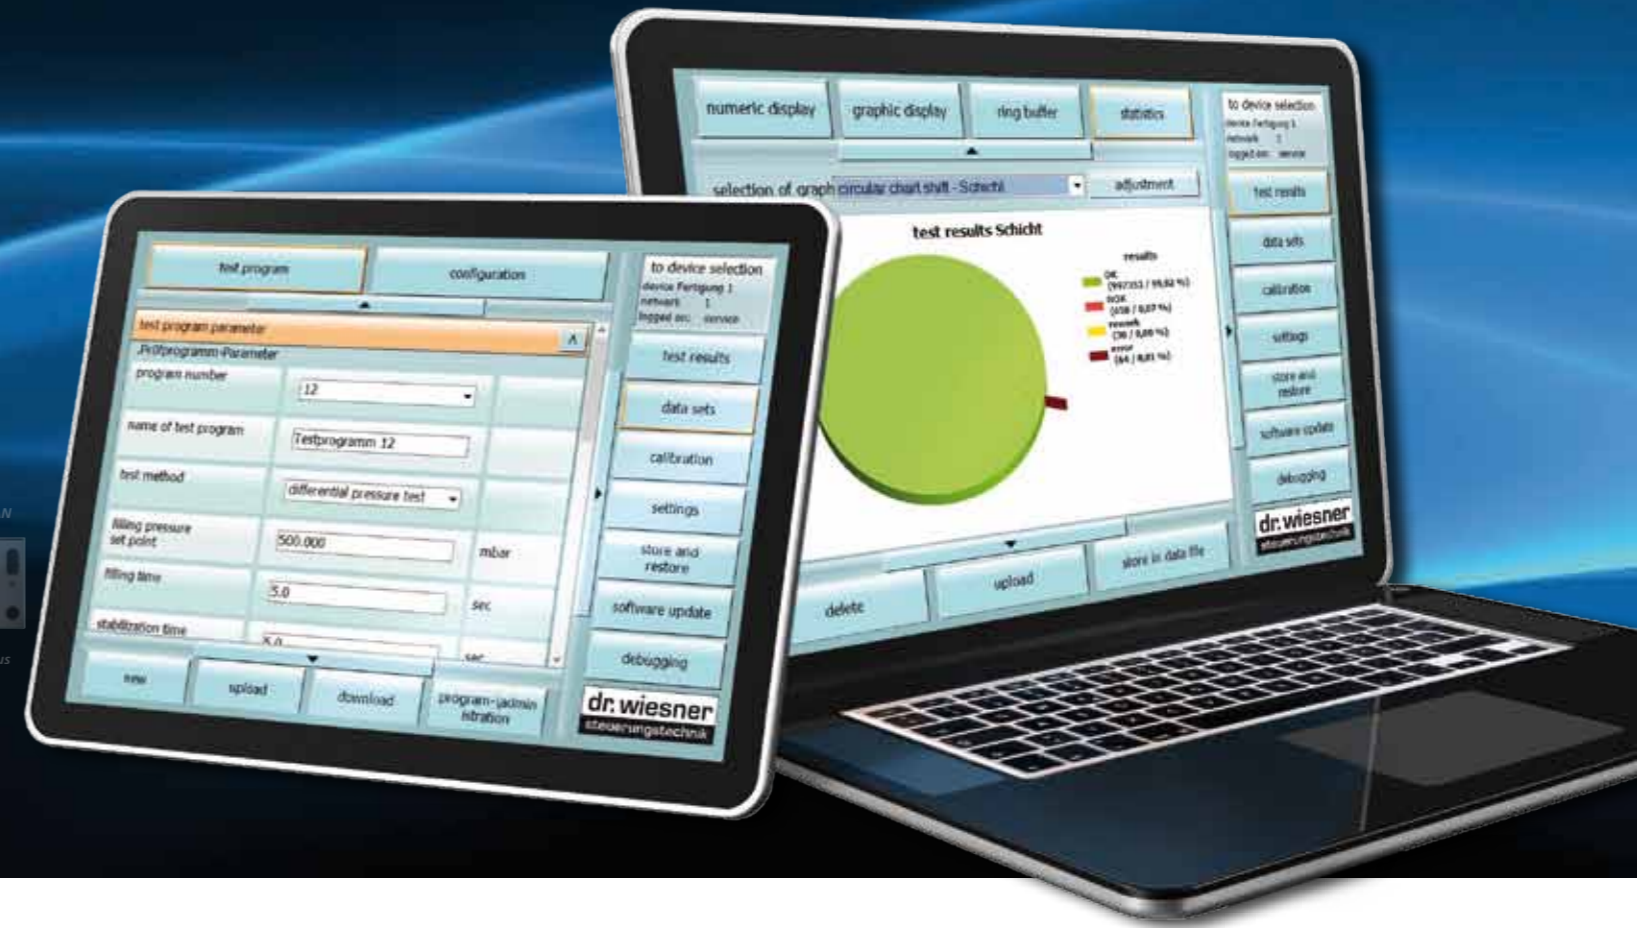 test program
configuration
to device selection
device Fertigung 1
network 1
logged on: service
test program parameter
.Prüfprogramm-Parameter
program number
12
name of test program
Testprogramm 12
test method
differential pressure test
filling pressure
set point
500.000
mbar
filling time
5.0
sec
stabilization time
sec
test results
data sets
calibration
settings
store and
restore
software update
debugging
new
upload
download
program-(admin
istration
dr.wiesner
steuerungstechnik
numeric display
graphic display
ring buffer
statistics
to device selection
device Fertigung 1
network 1
logged on: service
selection of graph
circular chart shift - Schicht
adjustment
test results Schicht
results
OK
NOK
rework
error
(64 / 0,01 %)
test results
data sets
calibration
settings
store and
restore
software update
debugging
delete
upload
store in data file
dr.wiesner
steuerungstechnik
N
us